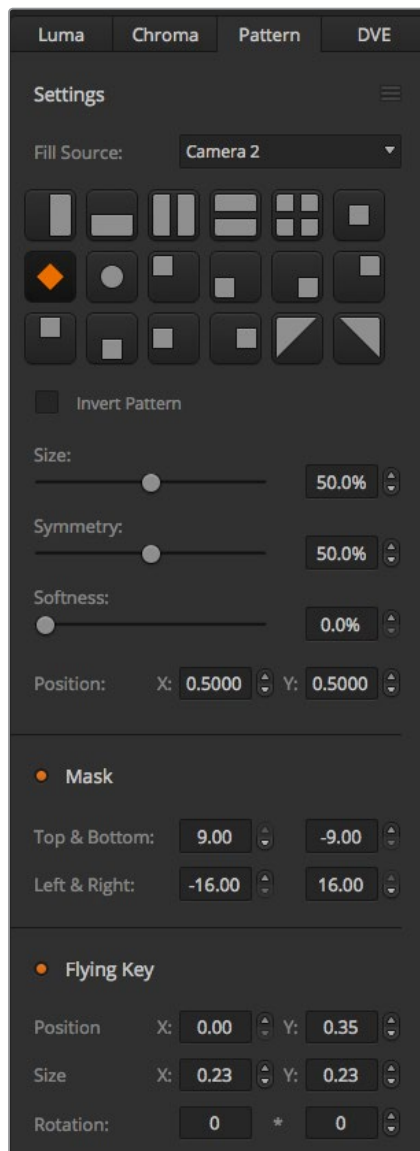 Luma Chroma Pattern DVE
Settings
Fill Source: Camera 2
Invert Pattern
Size:
50.0%
Symmetry:
50.0%
Softness:
0.0%
Position: X: 0.5000 Y: 0.5000
Mask
Top & Bottom: 9.00 -9.00
Left & Right: -16.00 16.00
Flying Key
Position X: 0.00 Y: 0.35
Size X: 0.23 Y: 0.23
Rotation: 0 * 0